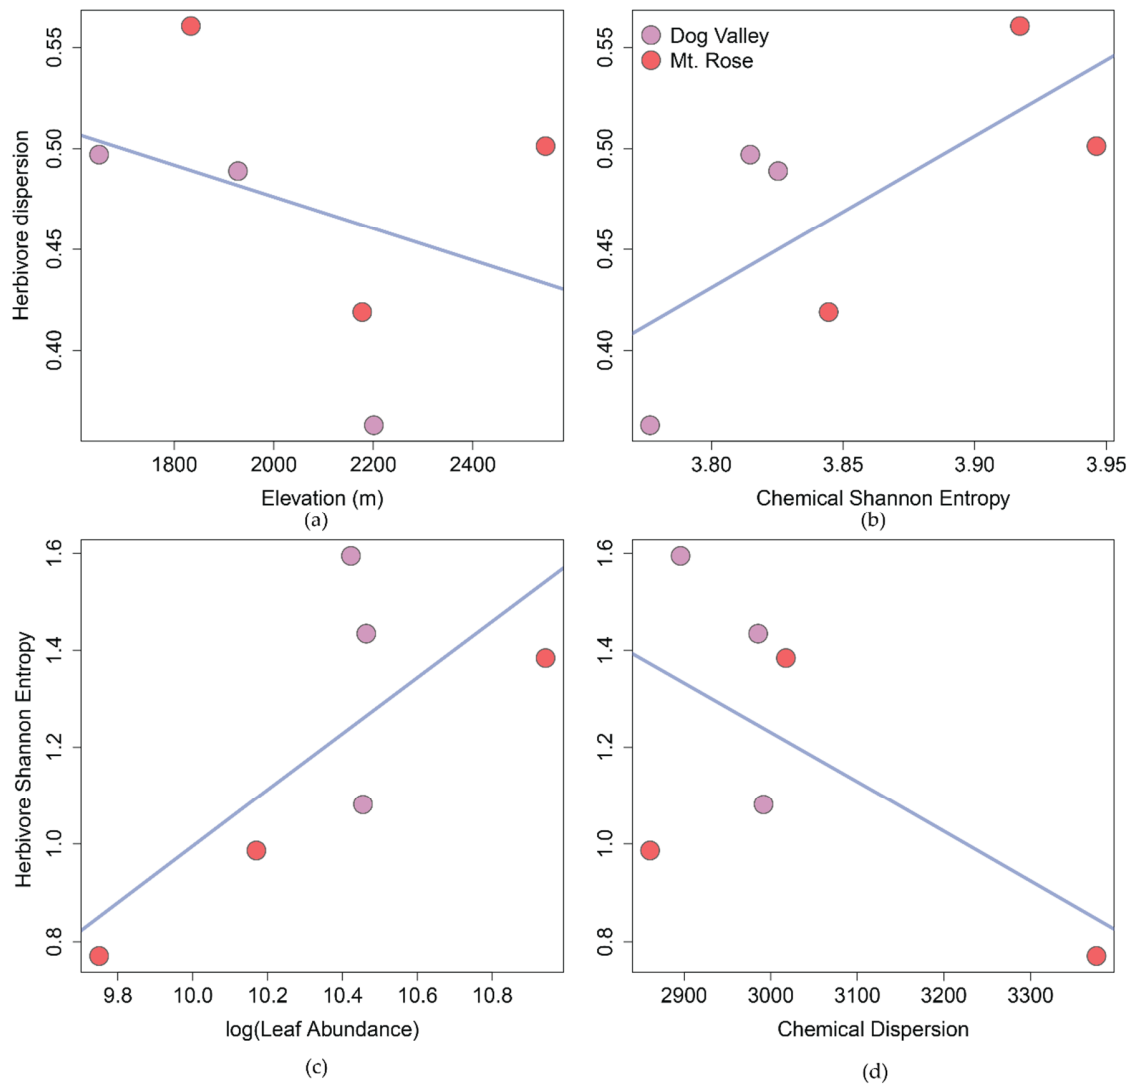 Herbivore dispersion
0.55
0.50
0.45
0.40
1800 2000 2200 2400
Elevation (m)
(a)
Dog Valley
Mt. Rose
0.55
0.50
0.45
0.40
3.80 3.85 3.90 3.95
Chemical Shannon Entropy
(b)
Herbivore Shannon Entropy
1.6
1.4
1.2
1.0
0.8
9.8 10.0 10.2 10.4 10.6 10.8
log(Leaf Abundance)
(c)
1.6
1.4
1.2
1.0
0.8
2900 3000 3100 3200 3300
Chemical Dispersion
(d)